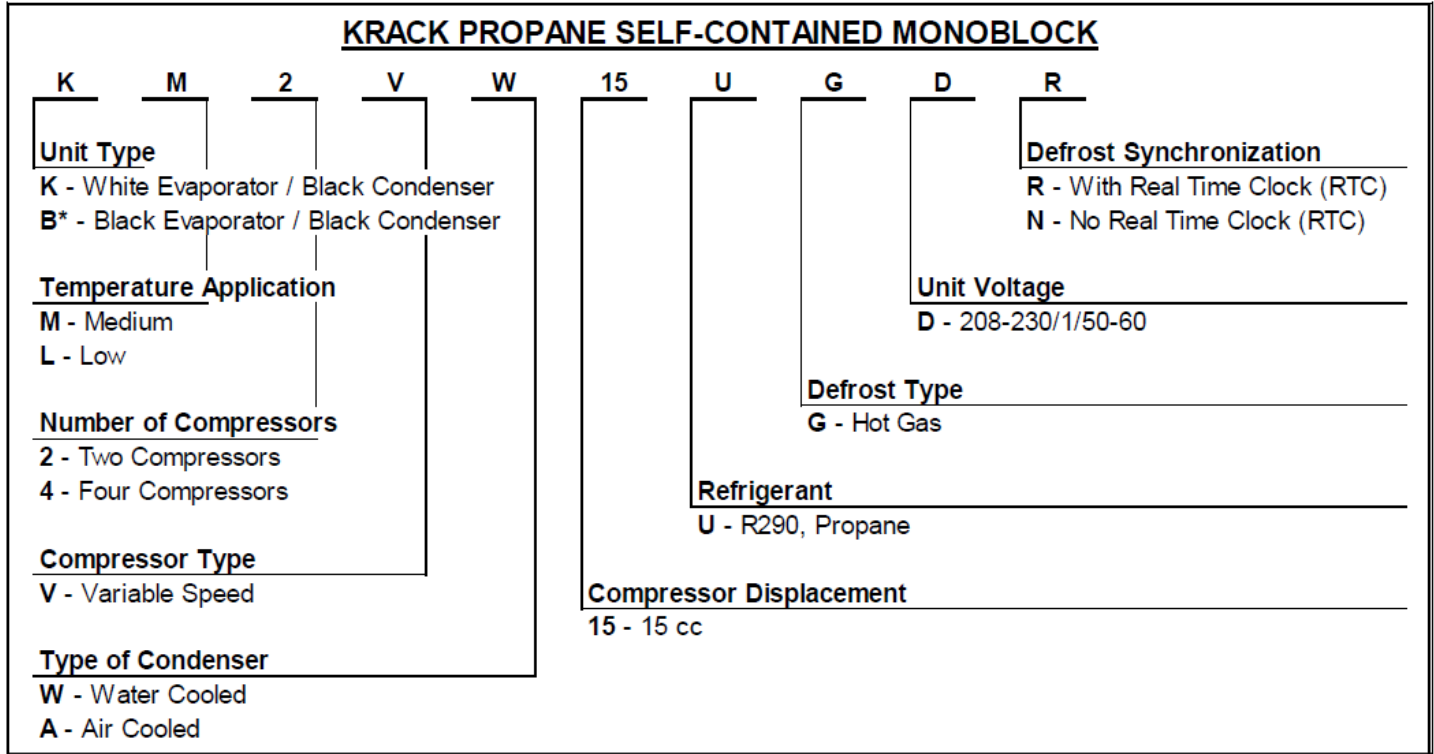 KRACK PROPANE SELF-CONTAINED MONOBLOCK
K M 2 V W 15 U G D R
Unit Type
K - White Evaporator / Black Condenser
B* - Black Evaporator / Black Condenser
Temperature Application
M - Medium
L - Low
Number of Compressors
2 - Two Compressors
4 - Four Compressors
Compressor Type
V - Variable Speed
Type of Condenser
W - Water Cooled
A - Air Cooled
Defrost Synchronization
R - With Real Time Clock (RTC)
N - No Real Time Clock (RTC)
Unit Voltage
D - 208-230/1/50-60
Defrost Type
G - Hot Gas
Refrigerant
U - R290, Propane
Compressor Displacement
15 - 15 cc